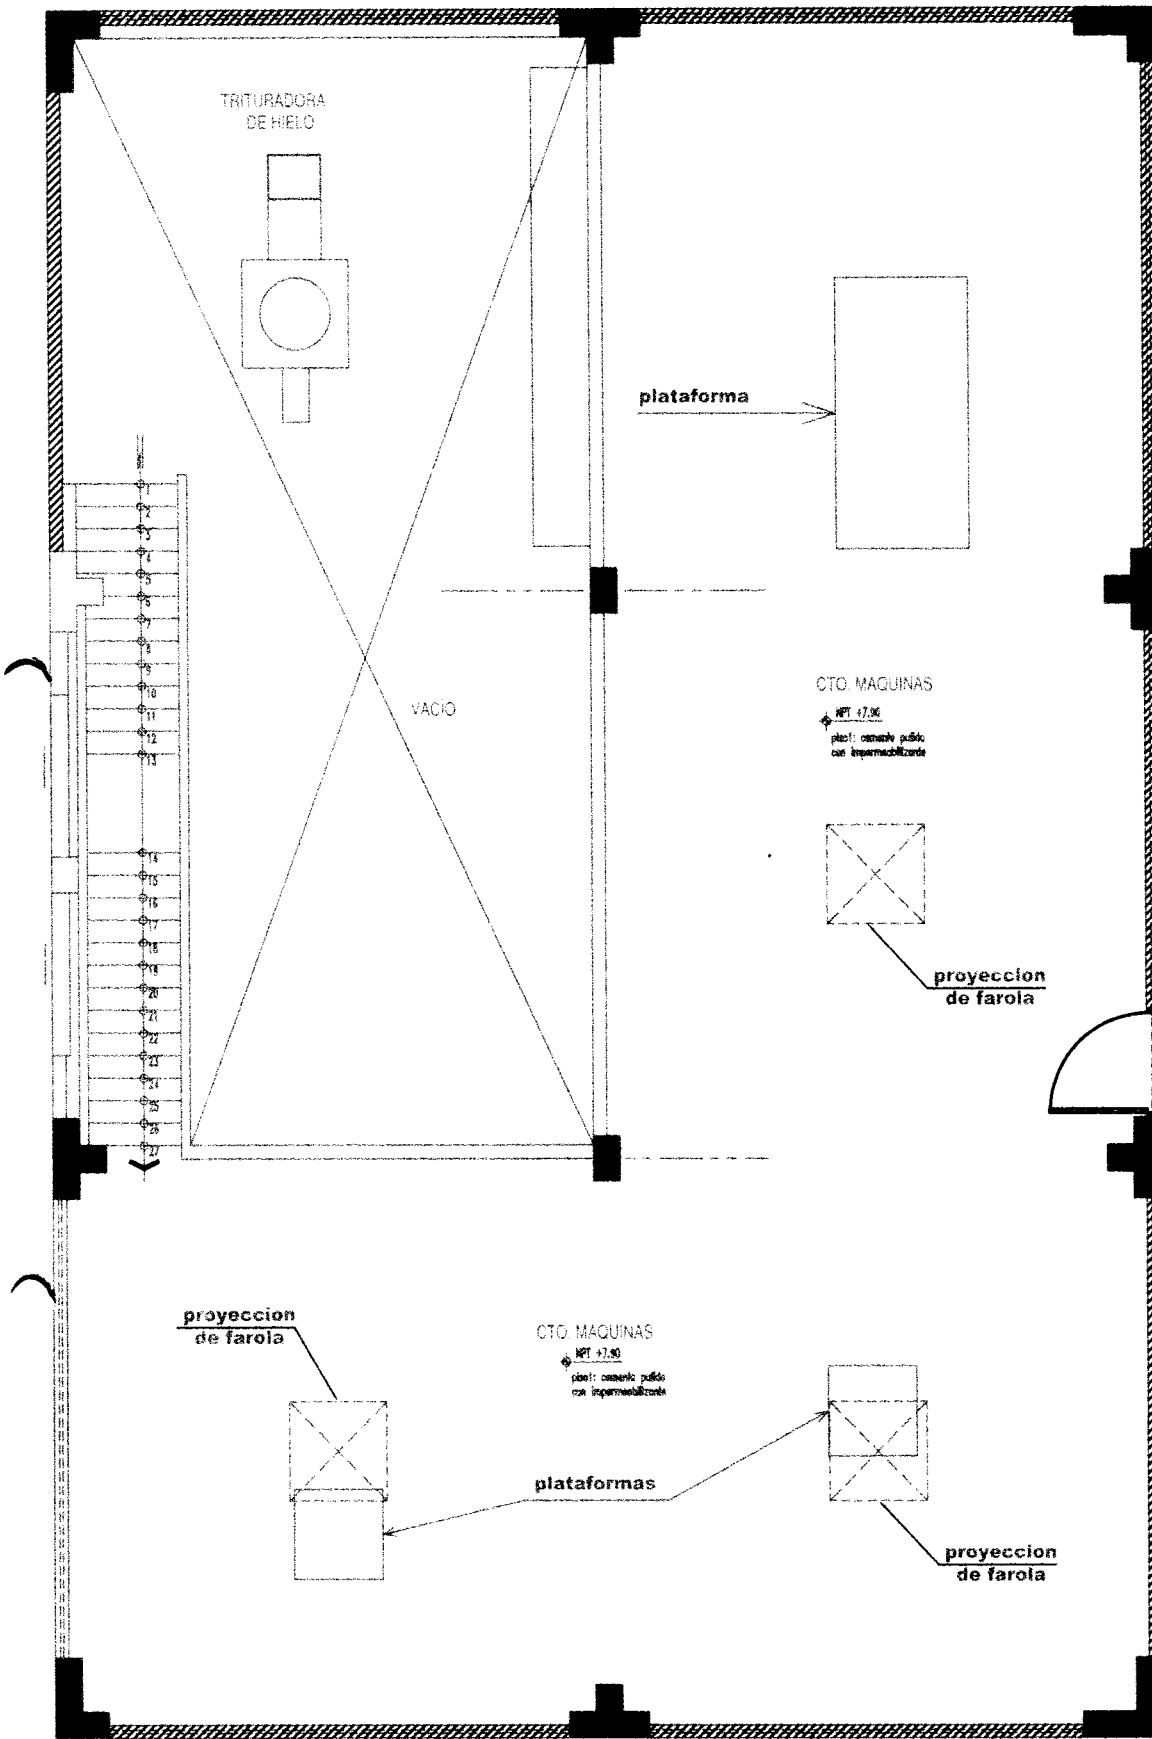 TRITURADORA
DE HIELO
plataforma
1
2
3
4
5
6
7
8
9
10
11
12
13
CTO. MAQUINAS
NPT +7.90
pisol: cemento pulido
con impermeabilizante
VACIO
14
15
16
17
18
19
20
21
22
23
24
25
26
27
proyeccion
de farola
proyeccion
de farola
CTO. MAQUINAS
NPT +7.90
pisol: cemento pulido
con impermeabilizante
plataformas
proyeccion
de farola